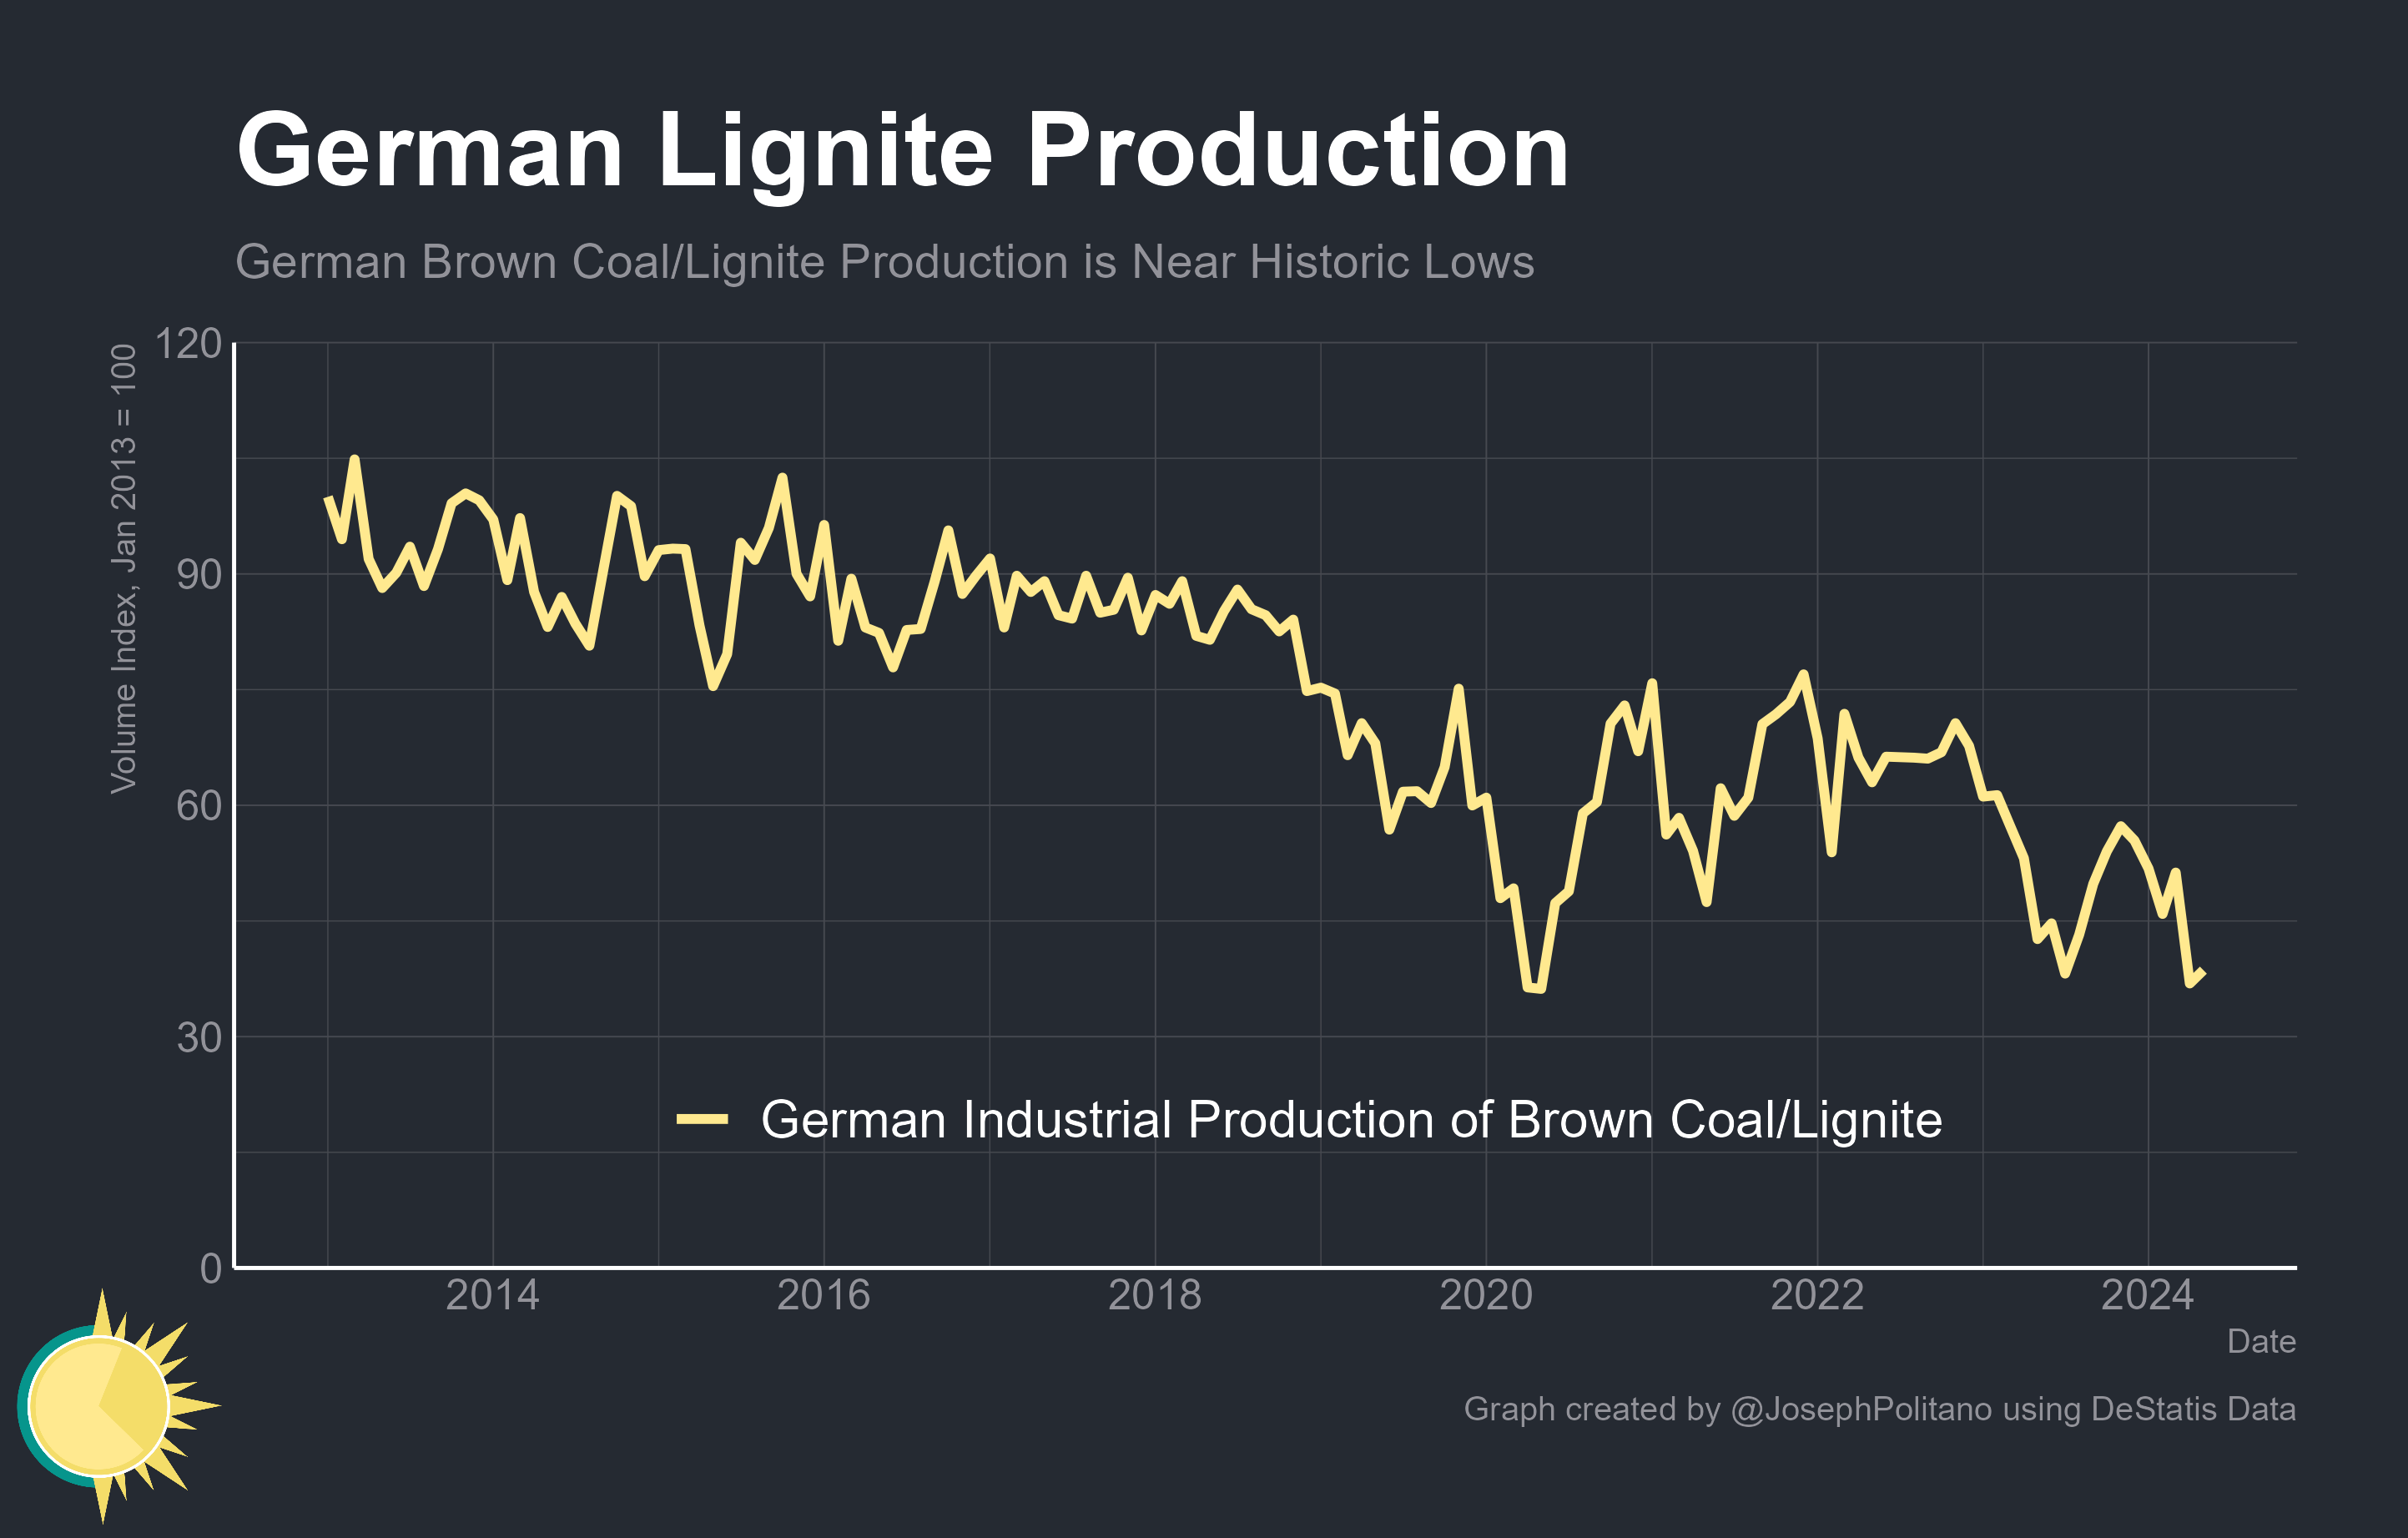 German Lignite Production
German Brown Coal/Lignite Production is Near Historic Lows
Volume Index, Jan 2013 = 100
120
90
60
30
0
German Industrial Production of Brown Coal/Lignite
2014 2016 2018 2020 2022 2024
Date
Graph created by @JosephPolitano using DeStatis Data